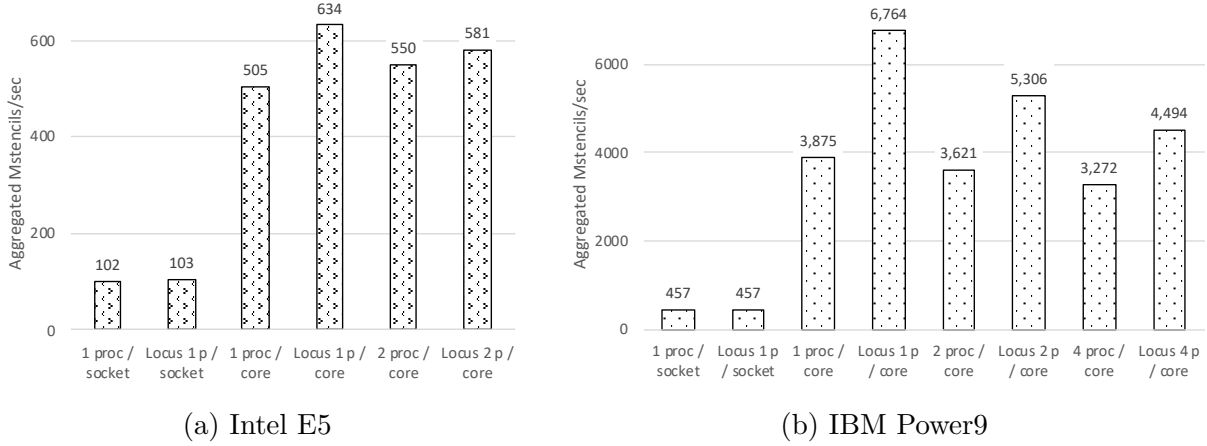 Aggregated Mstencils/sec
600
400
200
0
102
103
505
634
550
581
1 proc /
socket
Locus 1 p /
socket
1 proc /
core
Locus 1 p /
core
2 proc /
core
Locus 2 p /
core
(a) Intel E5
Aggregated Mstencils/sec
6000
4000
2000
0
457
457
3,875
6,764
3,621
5,306
3,272
4,494
1 proc /
socket
Locus 1 p
/ socket
1 proc /
core
Locus 1 p
/ core
2 proc /
core
Locus 2 p
/ core
4 proc /
core
Locus 4 p
/ core
(b) IBM Power9